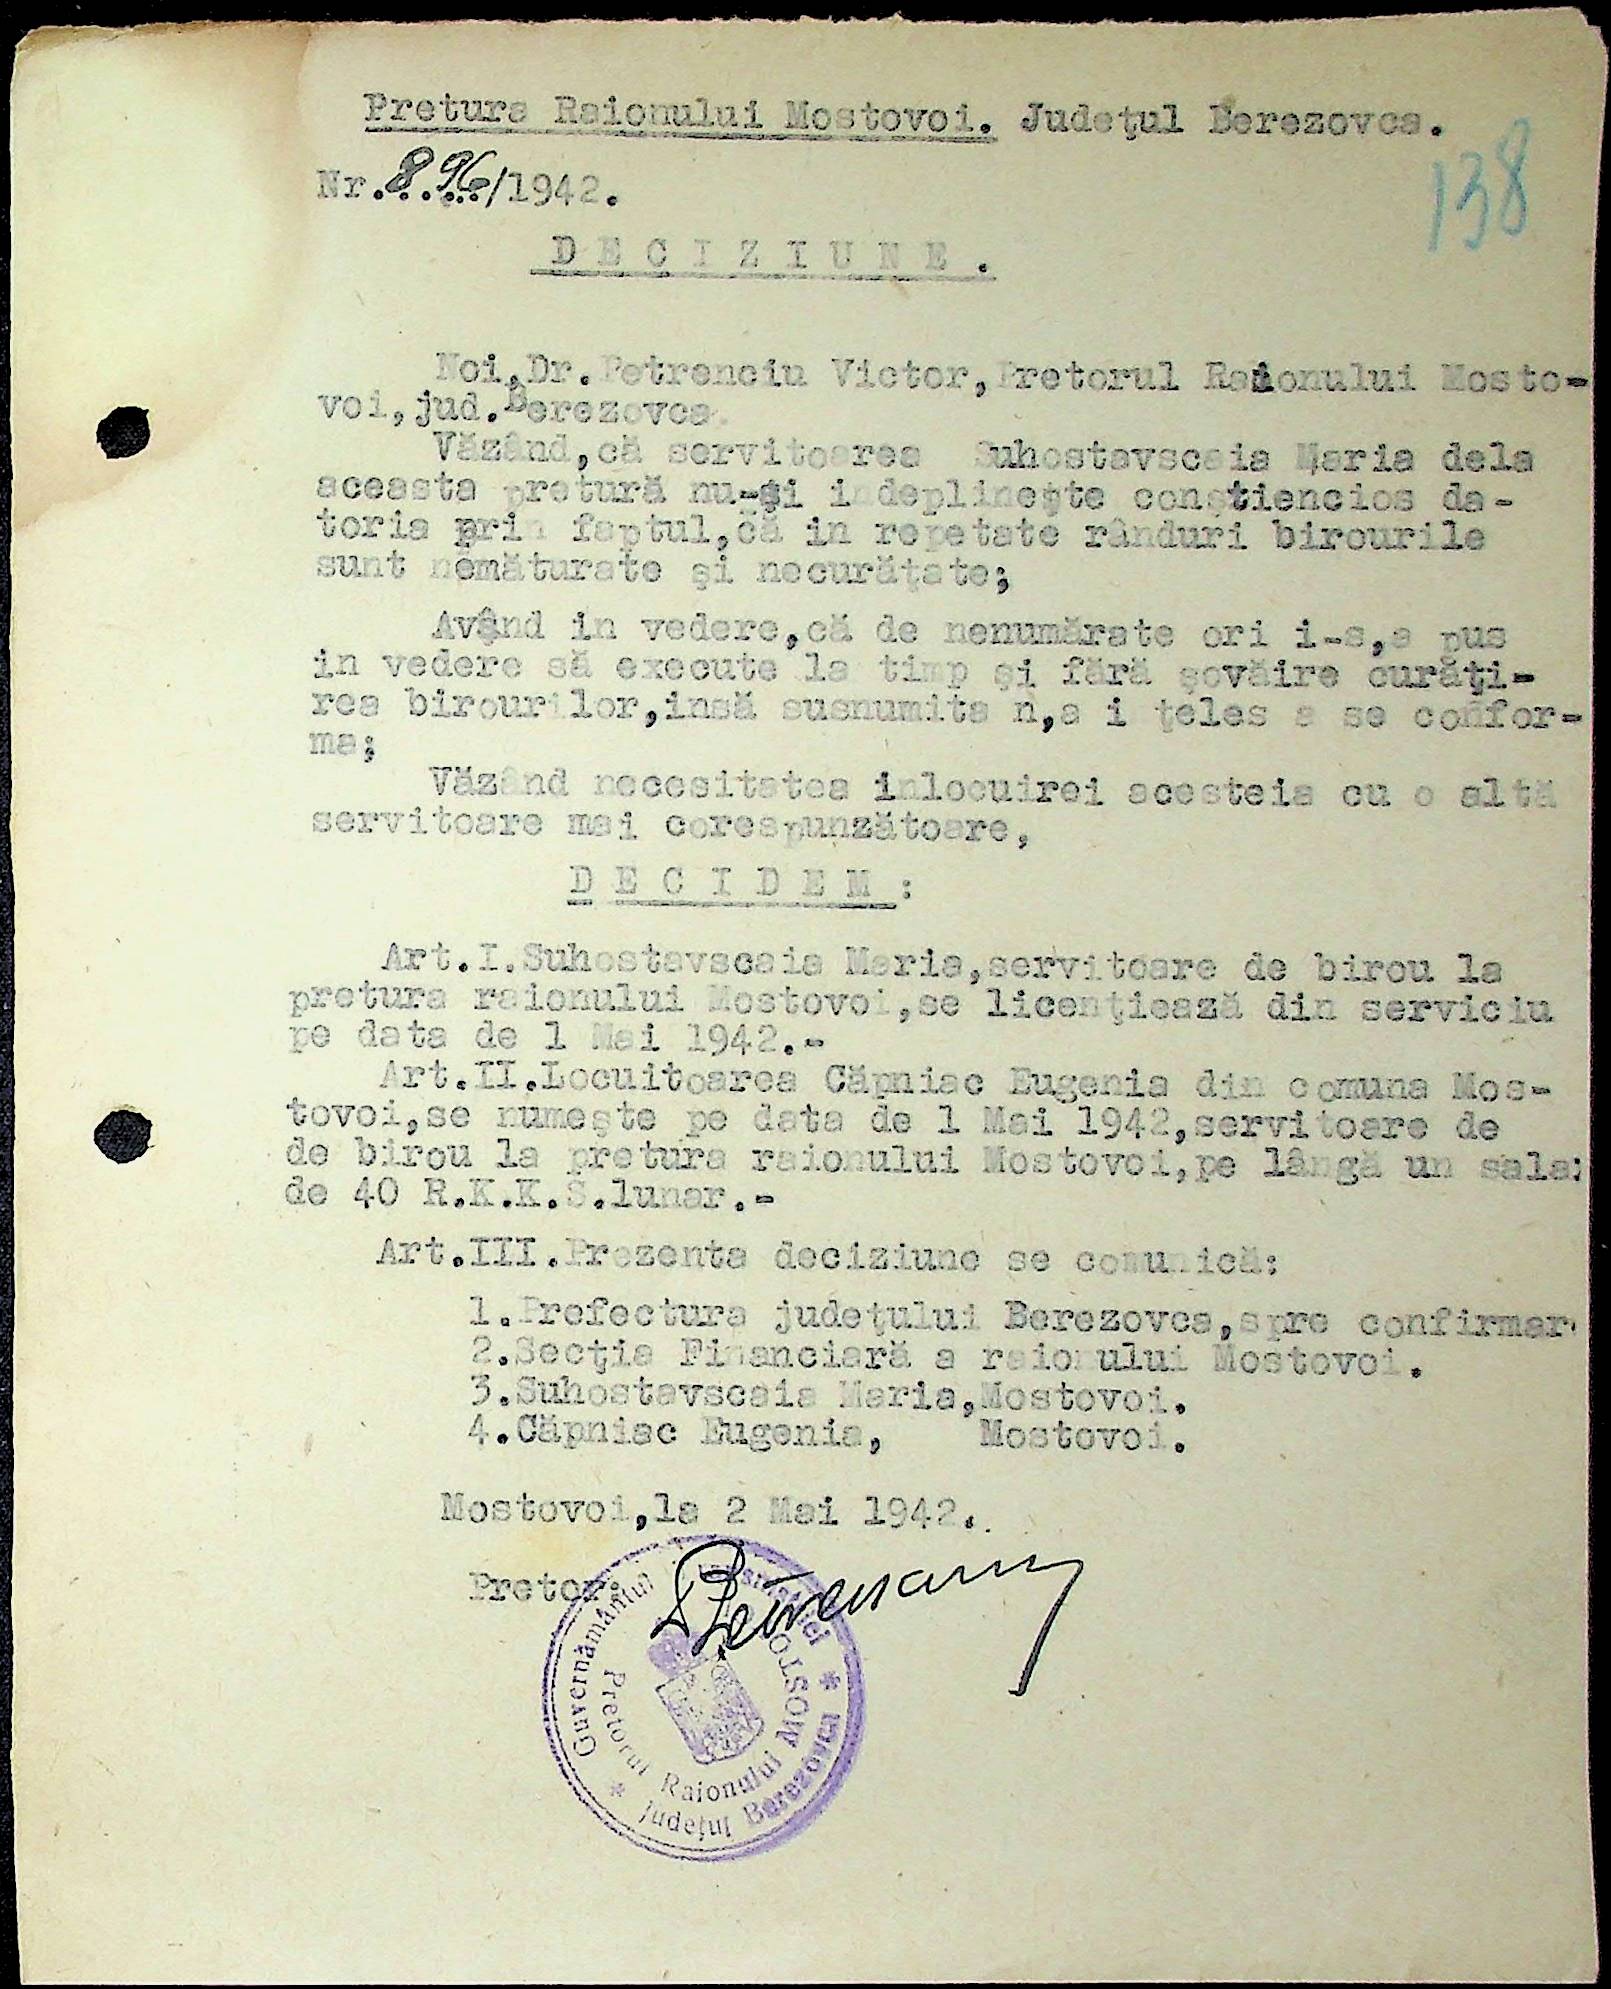 Pretura Raionului Mostovoi. Judeţul Berezovca.
138
Nr.896/1942.
D E C I Z I U N E .
Noi,Dr.Petrenciu Victor,Pretorul Raionului Mosto-
voi,jud.Berezovca.
Văzând,că servitoarea Suhostavscaia Maria dela
aceasta pretură nu-şi indeplineşte conştiencios da-
toria prin faptul,că in repetate rânduri birourile
sunt nemăturate şi necurăţate;
Având in vedere,că de nenumărate ori i-s,a pus
in vedere să execute la timp şi fără şovăire curăţi-
rea birourilor,insă susnumita n,a i ţeles a se confor-
ma;
Văzând necesitatea inlocuirei acesteia cu o altă
servitoare mai corespunzătoare,
D E C I D E M :
Art.I.Suhostavscaia Maria,servitoare de birou la
pretura raionului Mostovoi,se licenţiează din serviciu
pe data de 1 Mai 1942.-
Art.II.Locuitoarea Căpniac Eugenia din comuna Mos-
tovoi,se numeşte pe data de 1 Mai 1942,servitoare de
de birou la pretura raionului Mostovoi,pe lângă un sala
de 40 R.K.K.S.lunar.-
Art.III.Prezenta deciziune se comunică:
1.Prefectura judeţului Berezovca,spre confirmar
2.Secţia Financiară a raionului Mostovoi.
3.Suhostavscaia Maria,Mostovoi.
4.Căpniac Eugenia, Mostovoi.
Mostovoi,la 2 Mai 1942.
Pretor,
Guvernământul
* Judeţul Berezovca *
Pretorul Raionului MOSTO